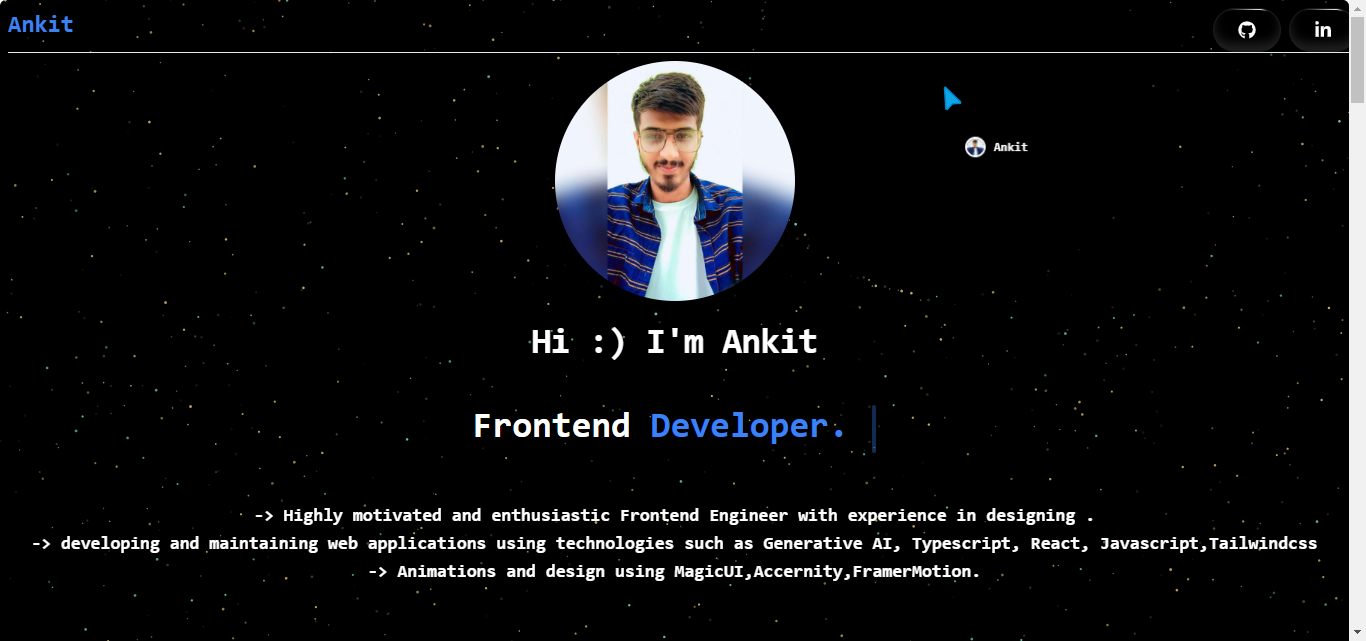 Ankit
in
Ankit
Hi :) I'm Ankit
Frontend Developer.
-> Highly motivated and enthusiastic Frontend Engineer with experience in designing .
-> developing and maintaining web applications using technologies such as Generative AI, Typescript, React, Javascript,Tailwindcss
-> Animations and design using MagicUI,Accernity,FramerMotion.